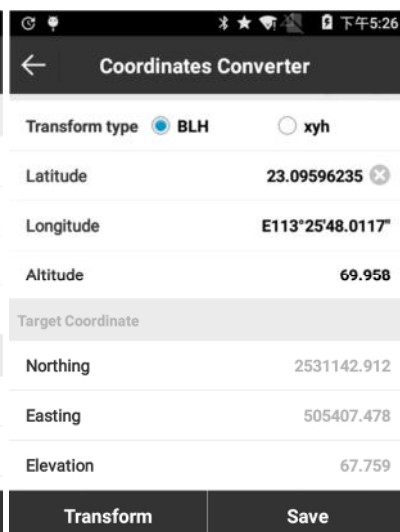 下午5:26
Coordinates Converter
Transform type BLH xyh
Latitude 23.09596235
Longitude E113°25'48.0117"
Altitude 69.958
Target Coordinate
Northing 2531142.912
Easting 505407.478
Elevation 67.759
Transform Save